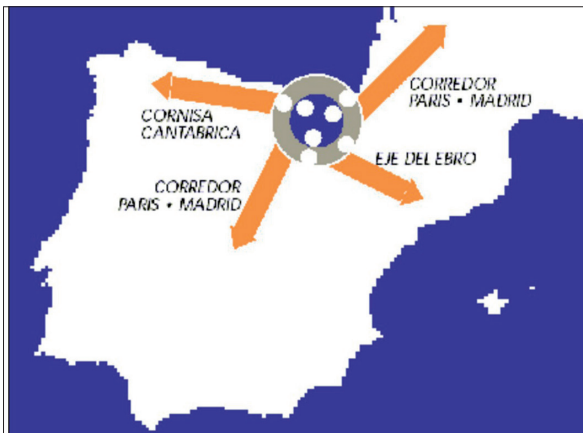 CORREDOR
PARIS • MADRID
CORNISA
CANTABRICA
EJE DEL EBRO
CORREDOR
PARIS • MADRID